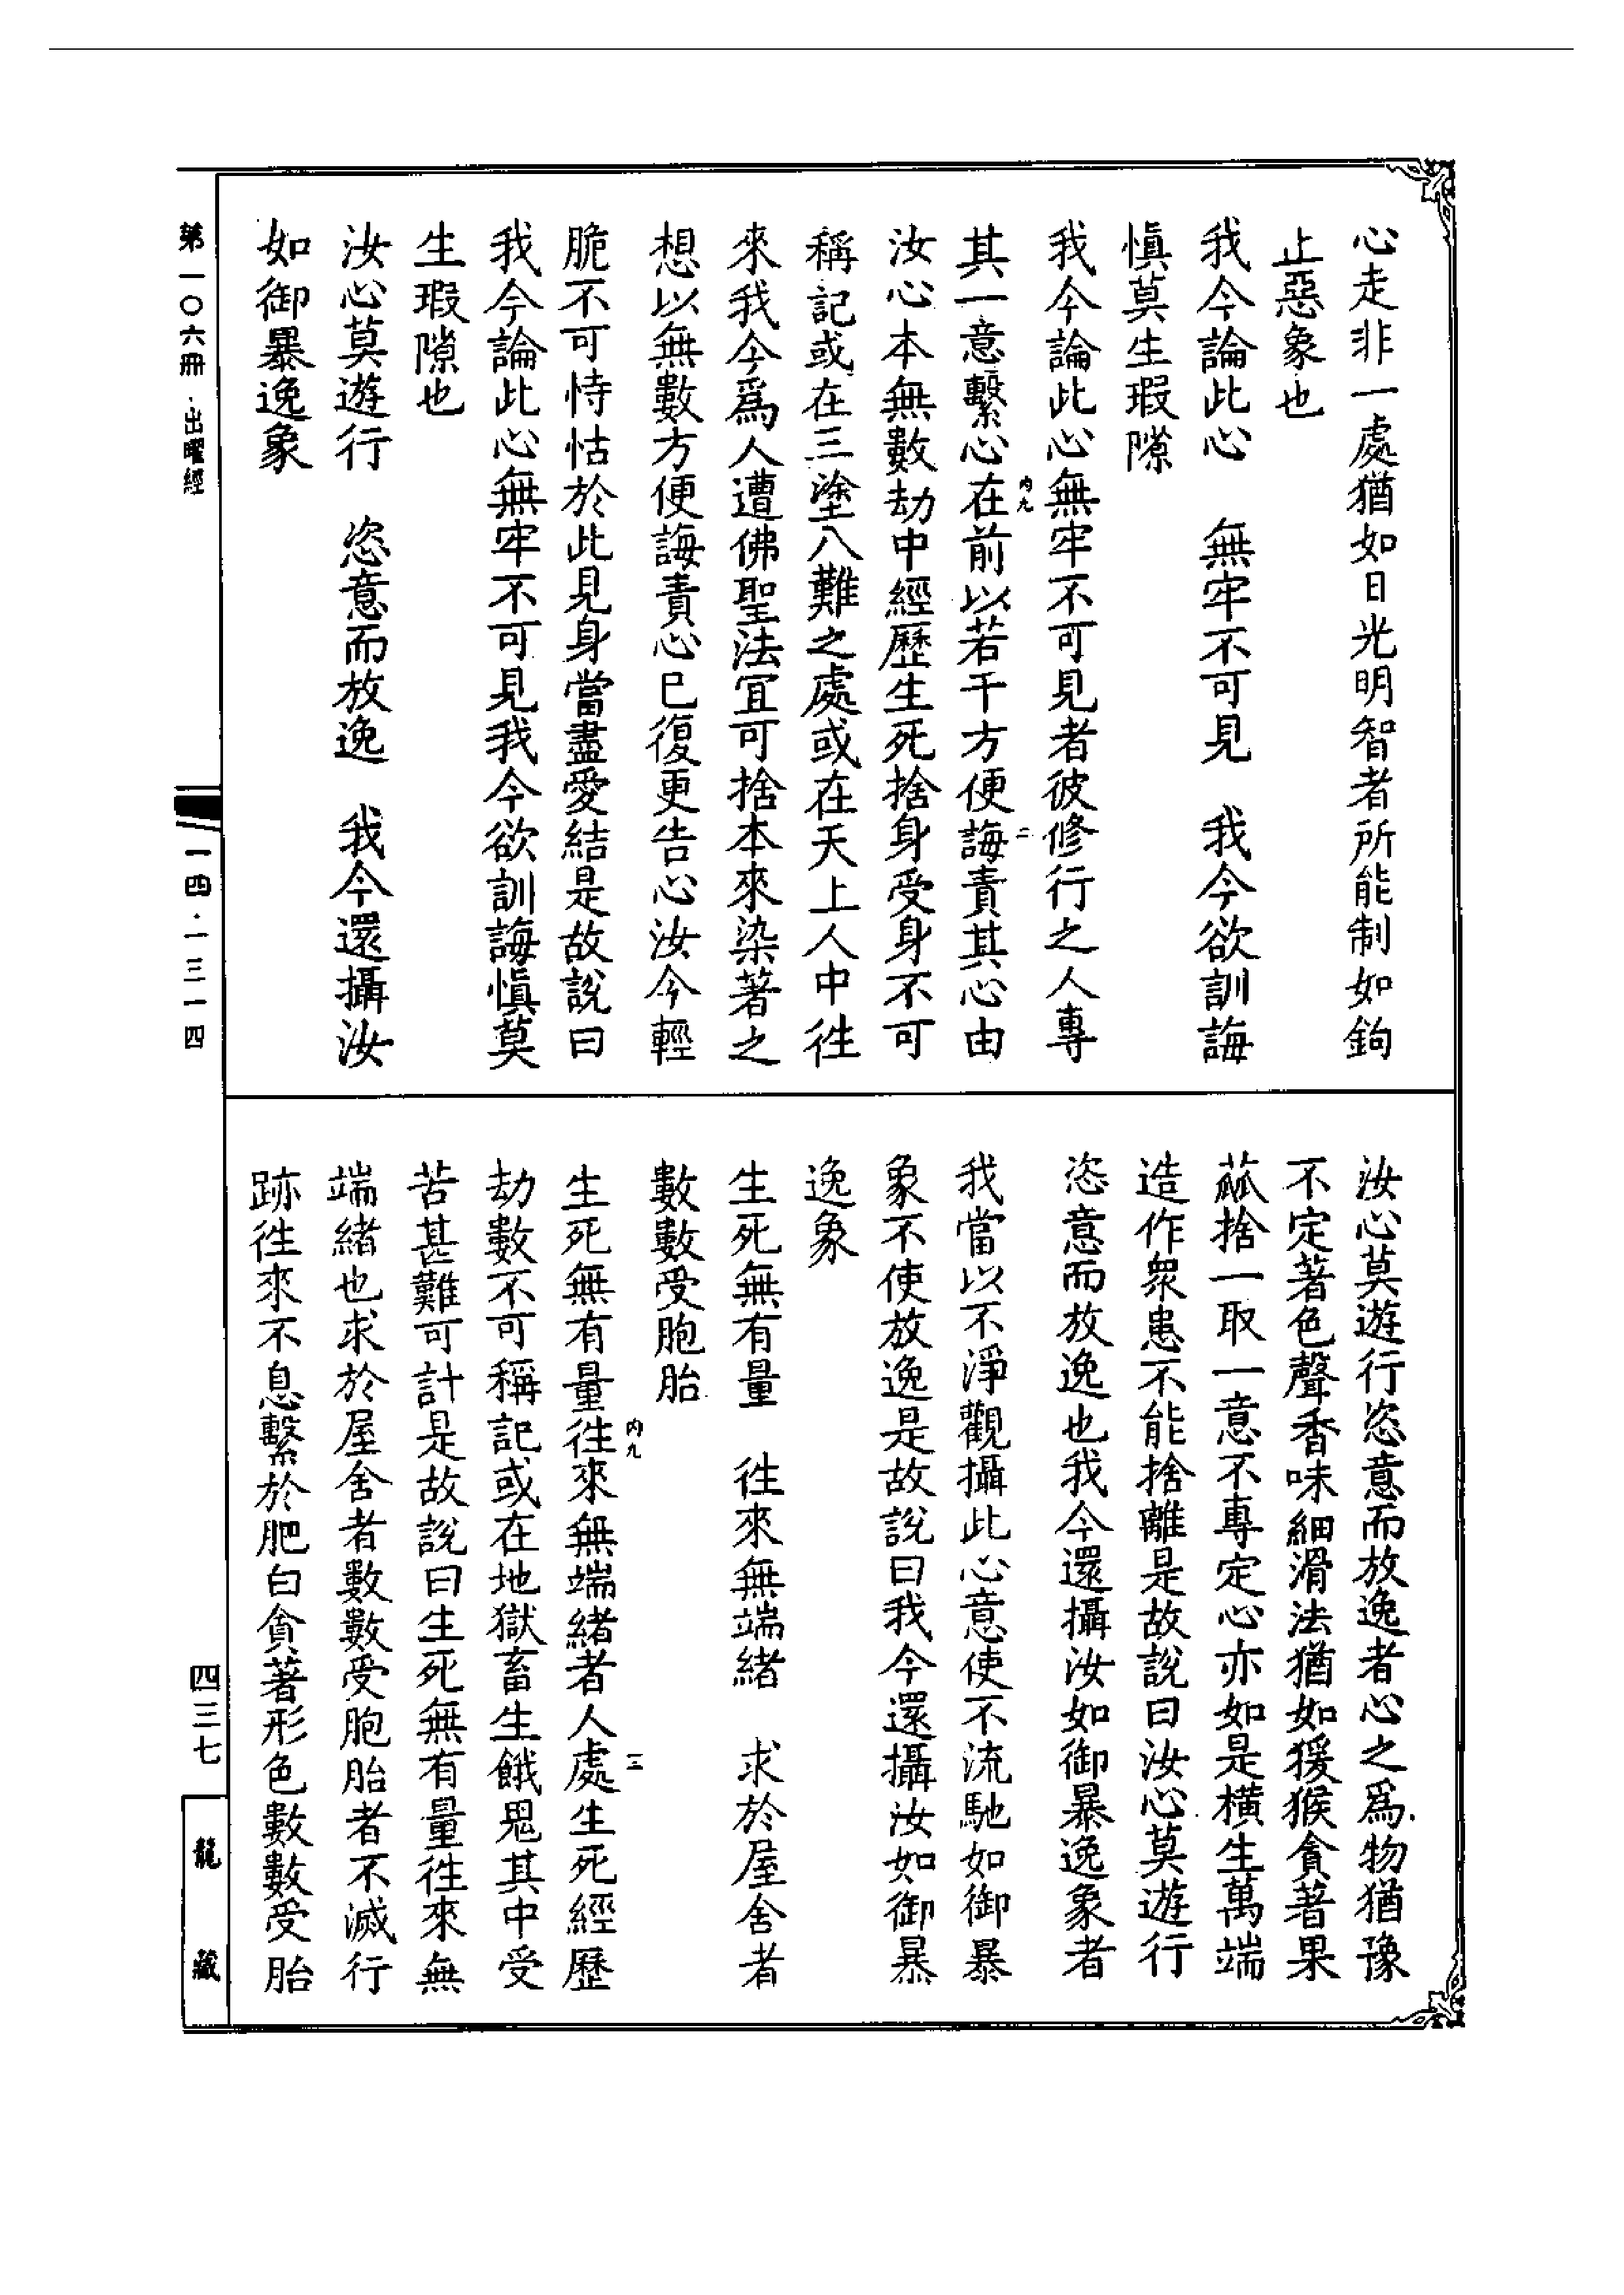 心走非一處猶如日光明智者所能制如鉤
止惡象也
我今論此心　無牢不可見　我今欲訓誨
慎莫生瑕隙
我今論此心無牢不可見者彼修行之人專
其一意繫心在前以若干方便誨責其心由
汝心本無數劫中經歷生死捨身受身不可
稱記或在三塗八難之處或在天上人中往
來我今爲人遭佛聖法宜可捨本來染著之
想以無數方便誨責心已復更告心汝今輕
脆不可恃怙於此見身當盡愛結是故說曰
我今論此心無牢不可見我今欲訓誨慎莫
生瑕隙也
汝心莫遊行　恣意而放逸　我今還攝汝
如御暴逸象
內九
二
汝心莫遊行恣意而放逸者心之爲物猶豫
不定著色聲香味細滑法猶如猨猴貪著果
蓏捨一取一意不專定心亦如是橫生萬端
造作衆患不能捨離是故說曰汝心莫遊行
恣意而放逸也我今還攝汝如御暴逸象者
我當以不淨觀攝此心意使不流馳如御暴
象不使放逸是故說曰我今還攝汝如御暴
逸象
生死無有量　往來無端緒　求於屋舍者
數數受胞胎
生死無有量往來無端緒者人處生死經歷
劫數不可稱記或在地獄畜生餓鬼其中受
苦甚難可計是故說曰生死無有量往來無
端緒也求於屋舍者數數受胞胎者不滅行
跡往來不息繫於肥白貪著形色數數受胎
內九
三
第一〇六冊　出曜經
一四·一三一四
四三七
龍藏